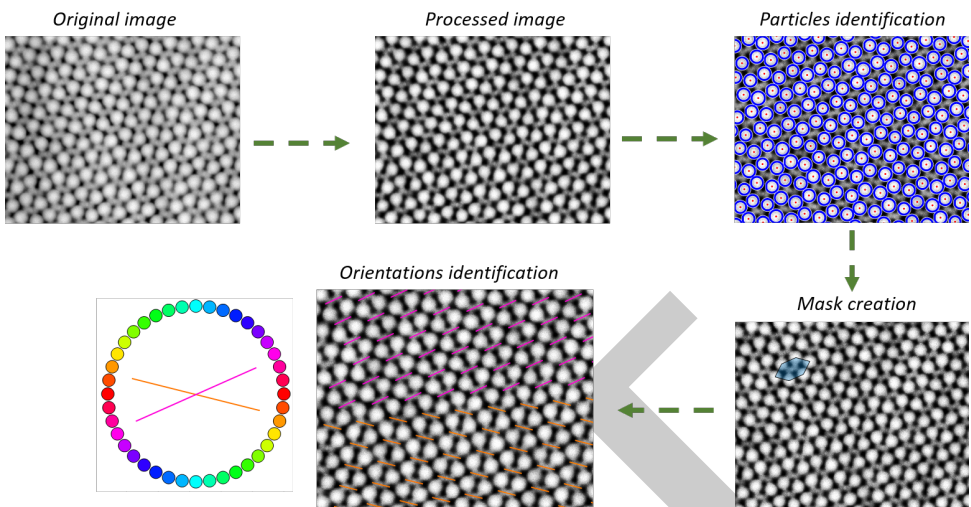 Original image
Processed image
Particles identification
Orientations identification
Mask creation